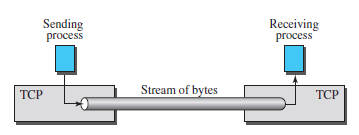 Sending
process
Receiving
process
TCP
Stream of bytes
TCP